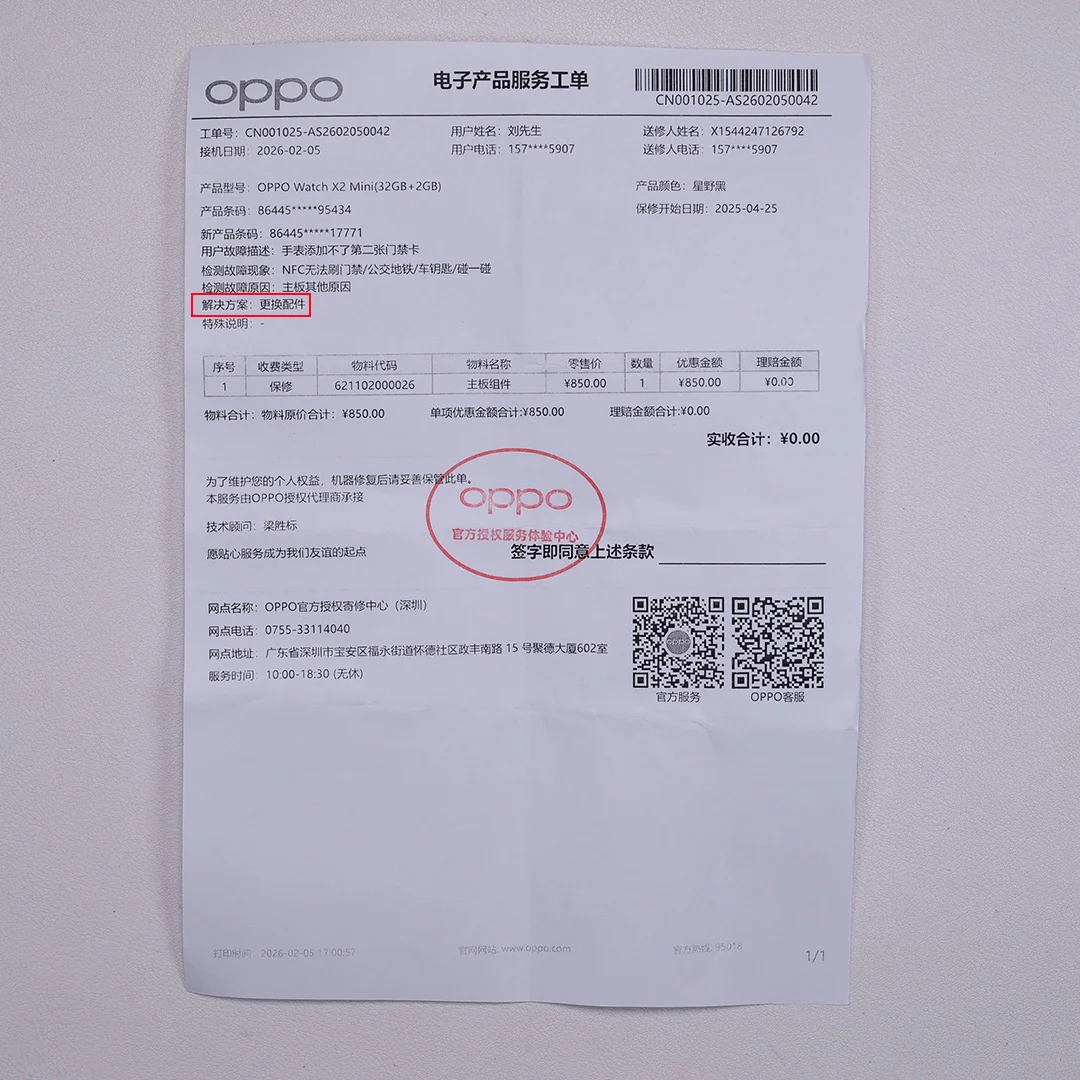 oppo
电子产品服务工单
CN001025-AS2602050042
工单号：CN001025-AS2602050042
用户姓名：刘先生
送修人姓名：X1544247126792
接机日期：2026-02-05
用户电话：157****5907
送修人电话：157****5907
产品型号：OPPO Watch X2 Mini(32GB+2GB)
产品颜色：星野黑
产品条码：86445*****95434
保修开始日期：2025-04-25
新产品条码：86445*****17771
用户故障描述：手表添加不了第二张门禁卡
检测故障现象：NFC无法刷门禁/公交地铁/车钥匙/碰一碰
检测故障原因：主板其他原因
解决方案：更换配件
特殊说明：-
序号 收费类型 物料代码 物料名称 零售价 数量 优惠金额 理赔金额
1 保修 621102000026 主板组件 ¥850.00 1 ¥850.00 ¥0.00
物料合计：物料原价合计：¥850.00 单项优惠金额合计:¥850.00 理赔金额合计:¥0.00
实收合计：¥0.00
为了维护您的个人权益，机器修复后请妥善保管此单。
本服务由OPPO授权代理商承接
oppo
官方授权服务体验中心
技术顾问：梁胜标
愿贴心服务成为我们友谊的起点
签字即同意上述条款
网点名称：OPPO官方授权寄修中心（深圳）
网点电话：0755-33114040
网点地址：广东省深圳市宝安区福永街道怀德社区政丰南路 15 号聚德大厦602室
服务时间：10:00-18:30 (无休)
oppo
官方服务
OPPO客服
打印时间：2026-02-05 17:00:57
官网网站: www.oppo.com
官方热线 95018
1/1